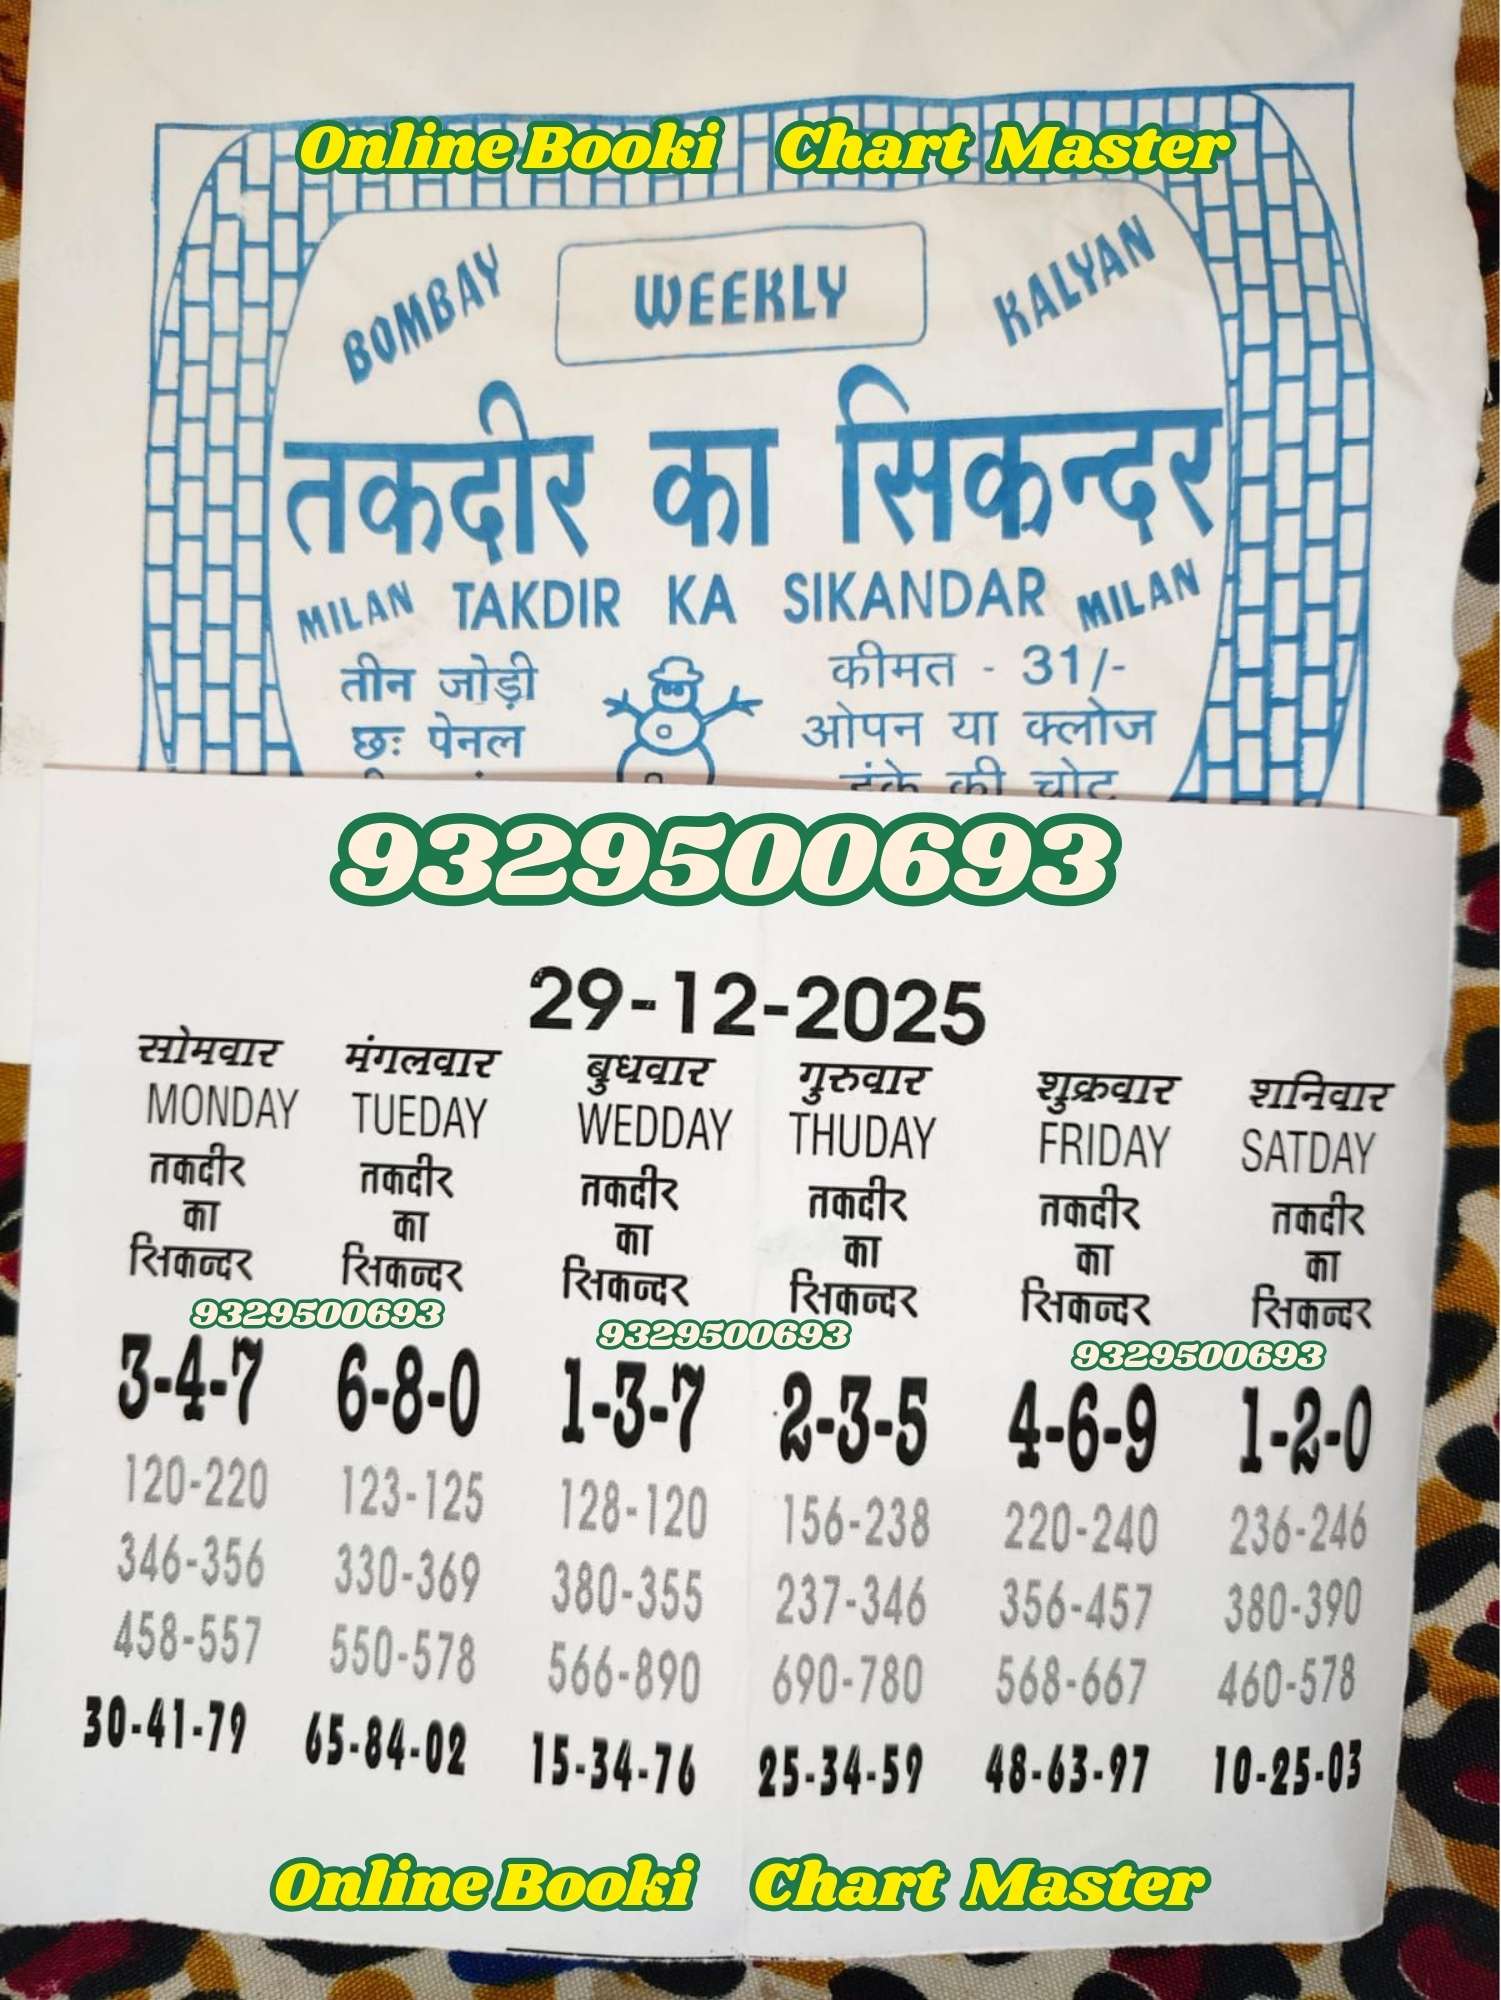 Online Booki Chart Master
BOMBAY WEEKLY KALYAN
तकदीर का सिकन्दर
MILAN TAKDIR KA SIKANDAR MILAN
तीन जोड़ी कीमत - 31/-
छः पेनल ओपन या क्लोज
डंके की चोट
9329500693
29-12-2025
सोमवार मंगलवार बुधवार गुरुवार शुक्रवार शनिवार
MONDAY TUEDAY WEDDAY THUDAY FRIDAY SATDAY
तकदीर तकदीर तकदीर तकदीर तकदीर तकदीर
का का का का का का
सिकन्दर सिकन्दर सिकन्दर सिकन्दर सिकन्दर सिकन्दर
9329500693 9329500693 9329500693
3-4-7 6-8-0 1-3-7 2-3-5 4-6-9 1-2-0
120-220 123-125 128-120 156-238 220-240 236-246
346-356 330-369 380-355 237-346 356-457 380-390
458-557 550-578 566-890 690-780 568-667 460-578
30-41-79 65-84-02 15-34-76 25-34-59 48-63-97 10-25-03
Online Booki Chart Master